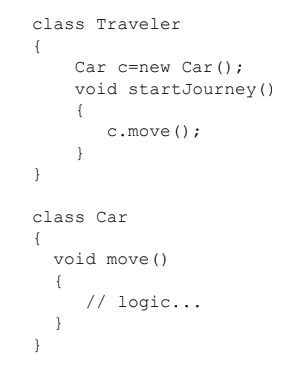 class Traveler
{
Car c=new Car();
void startJourney()
{
c.move();
}
}
class Car
{
void move()
{
// logic...
}
}